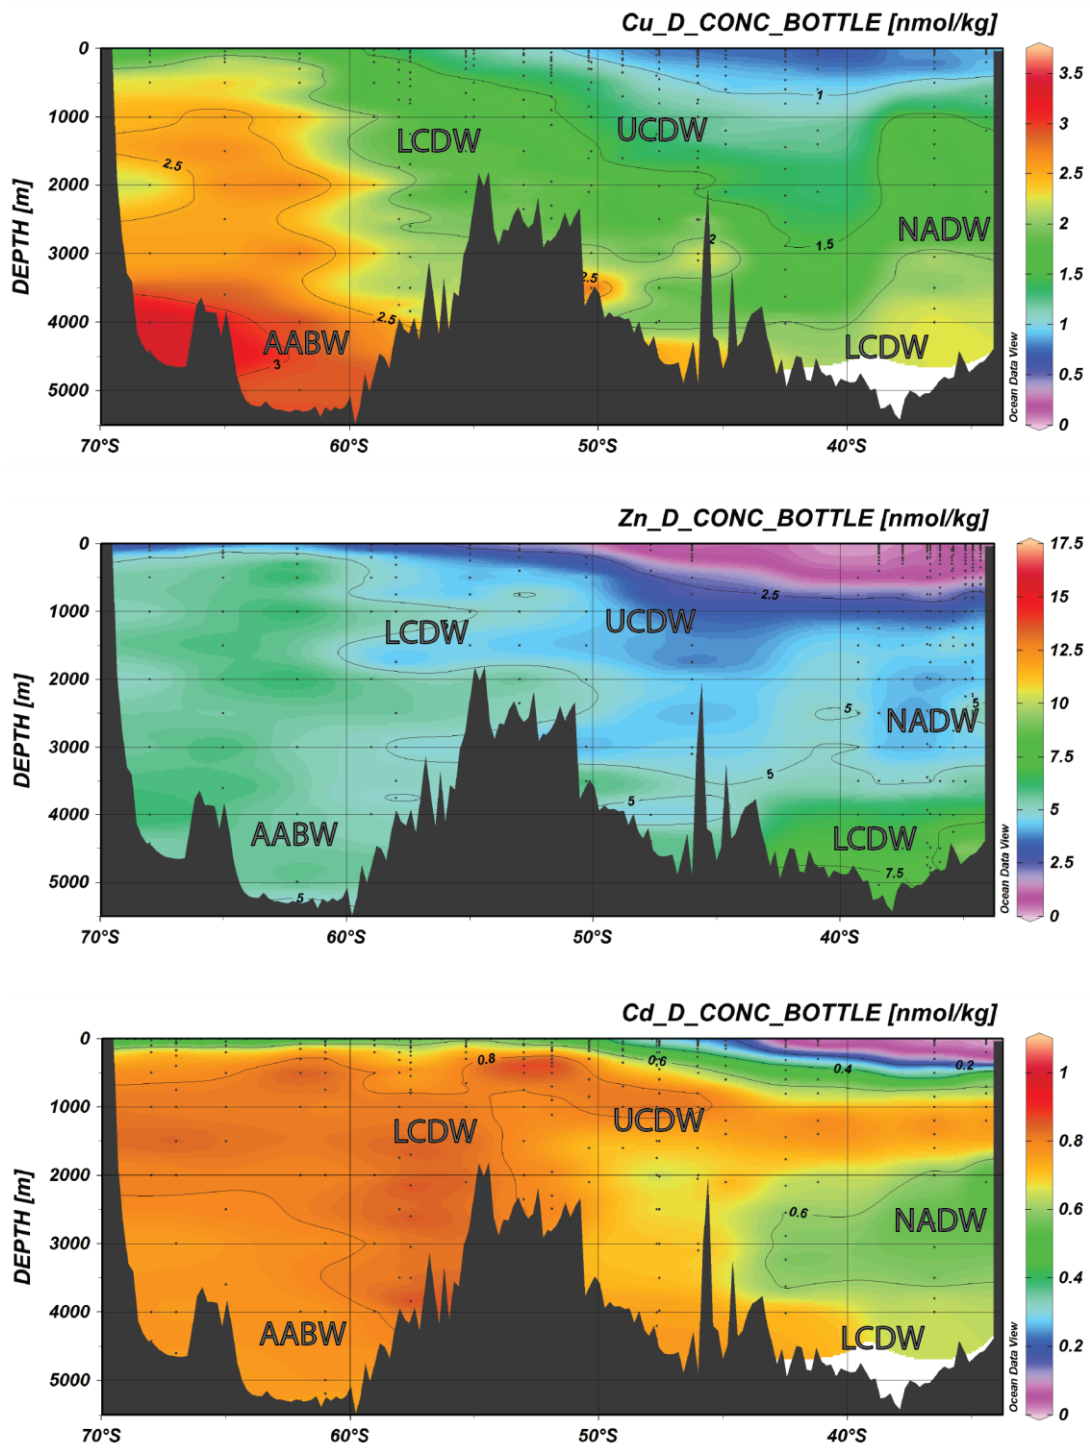 Cu_D_CONC_BOTTLE [nmol/kg]
0
1000
2000
3000
4000
5000
DEPTH [m]
70°S
60°S
50°S
40°S
LCDW
UCDW
NADW
AABW
LCDW
2.5
2.5
3
2.5
2
1.5
1
3.5
3
2.5
2
1.5
1
0.5
0
Ocean Data View
Zn_D_CONC_BOTTLE [nmol/kg]
0
1000
2000
3000
4000
5000
DEPTH [m]
70°S
60°S
50°S
40°S
LCDW
UCDW
NADW
AABW
LCDW
2.5
5
5
5
5
5
7.5
17.5
15
12.5
10
7.5
5
2.5
0
Ocean Data View
Cd_D_CONC_BOTTLE [nmol/kg]
0
1000
2000
3000
4000
5000
DEPTH [m]
70°S
60°S
50°S
40°S
LCDW
UCDW
NADW
AABW
LCDW
0.8
0.6
0.4
0.2
0.6
1
0.8
0.6
0.4
0.2
0
Ocean Data View